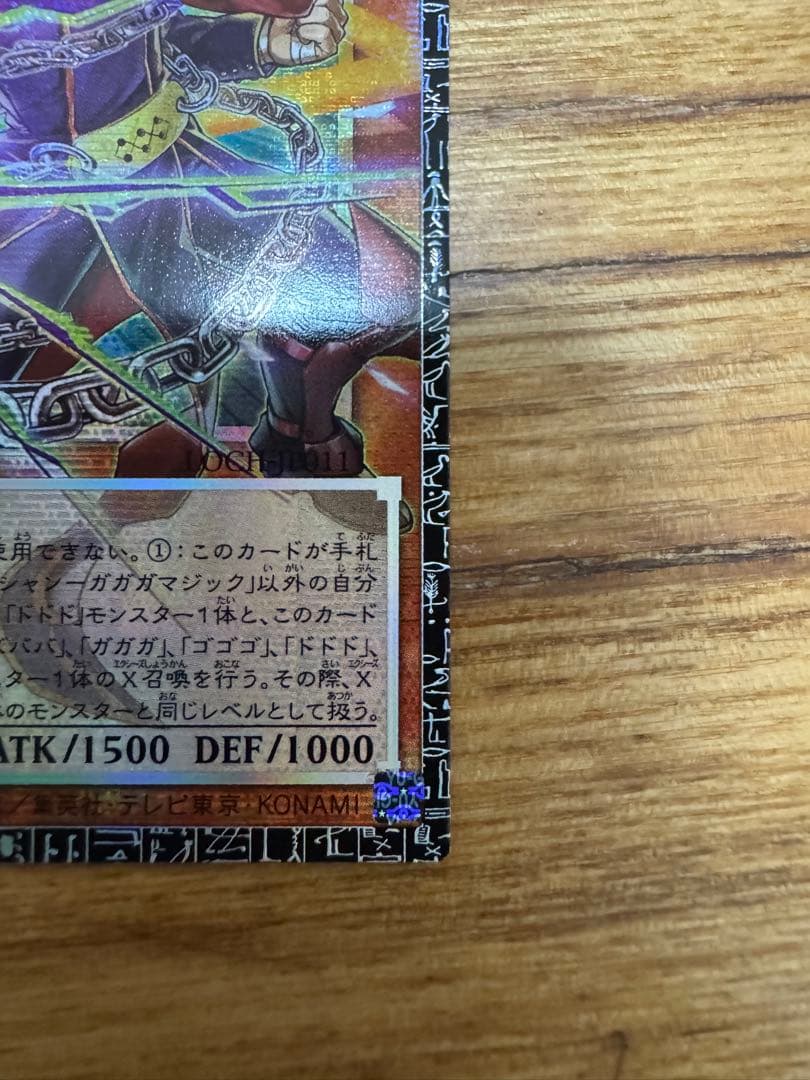 LOCH-JP011
使用できない。①:このカードが手札
シャンーガガガマジック」以外の自分
「ドドド」モンスター1体と、このカード
ズババ」、「ガガガ」、「ゴゴゴ」、「ドドド」、
スター1体のX召喚を行う。その際、X
のモンスターと同じレベルとして扱う。
ATK/1500 DEF/1000
/集英社・テレビ東京・KONAMI